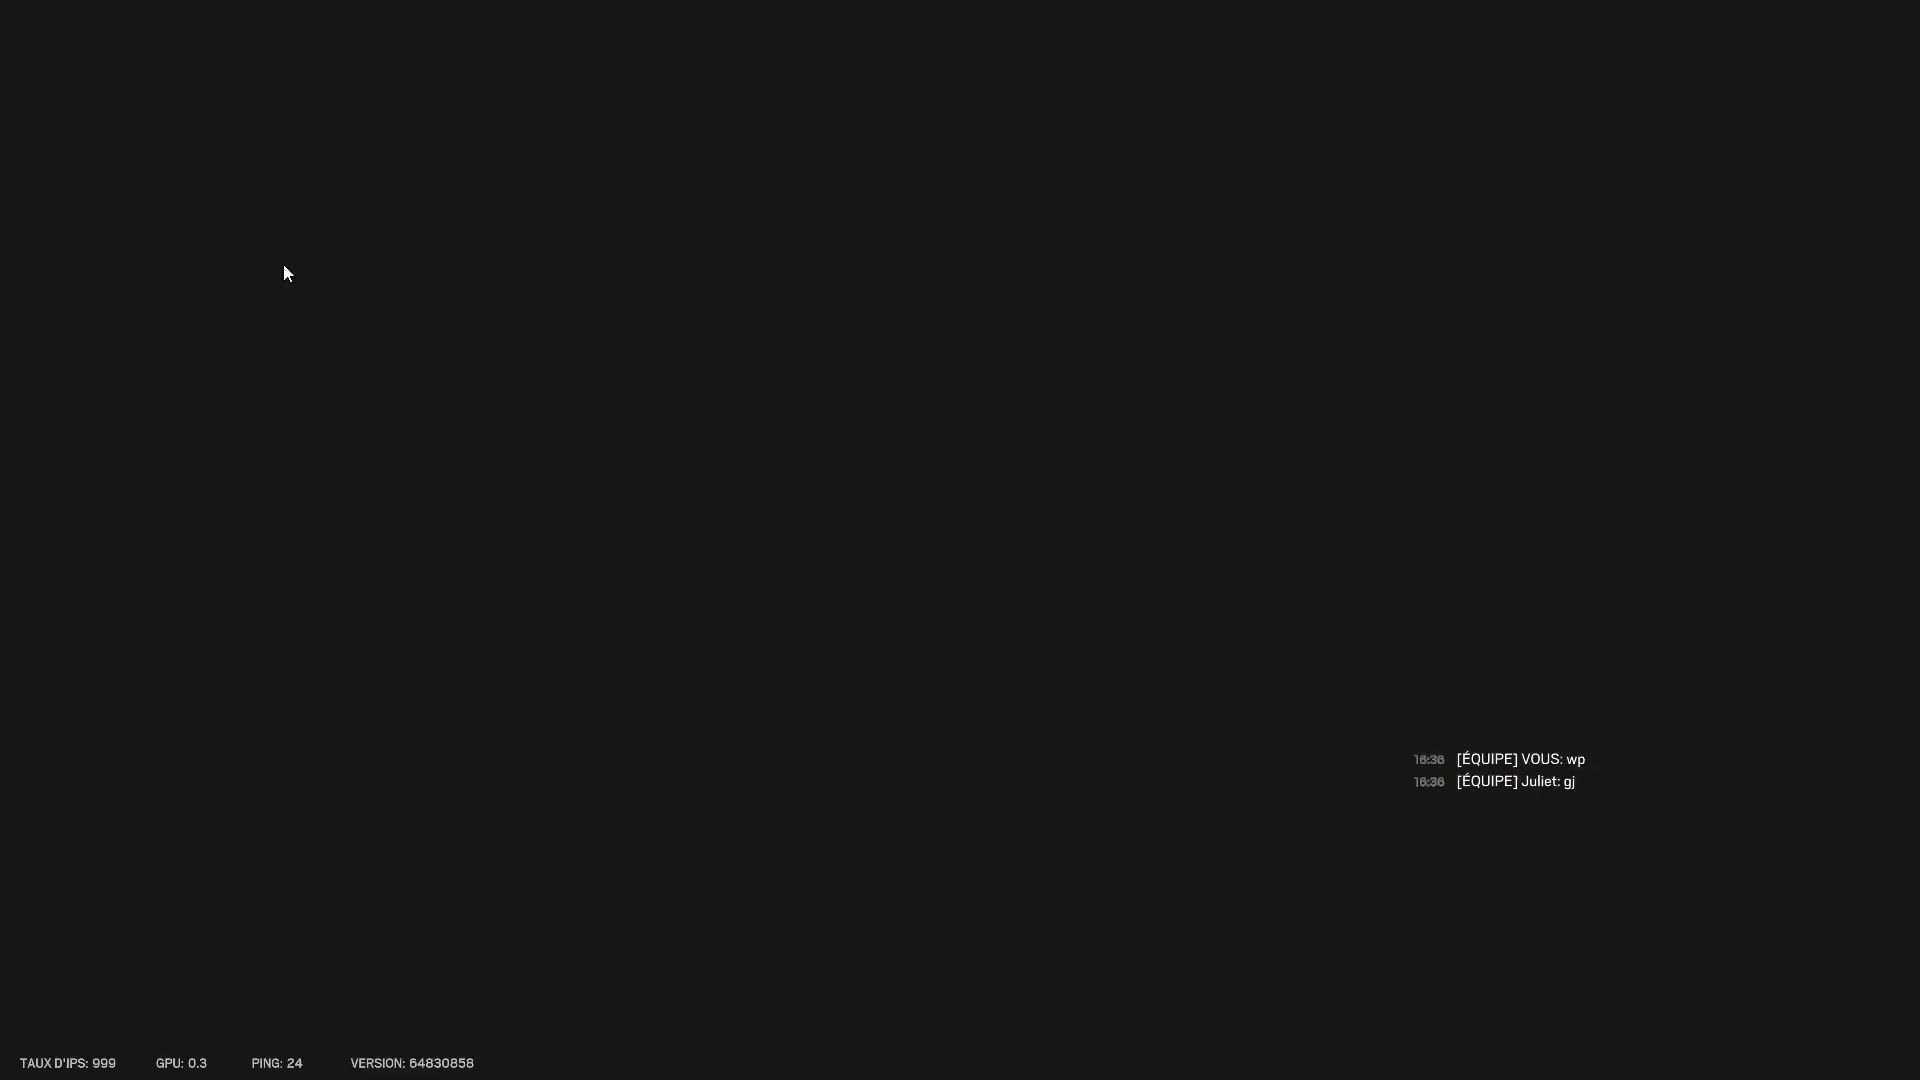 16:36 [ÉQUIPE] VOUS: wp
16:36 [ÉQUIPE] Juliet: gj
TAUX D'IPS: 999 GPU: 0.3 PING: 24 VERSION: 64830858